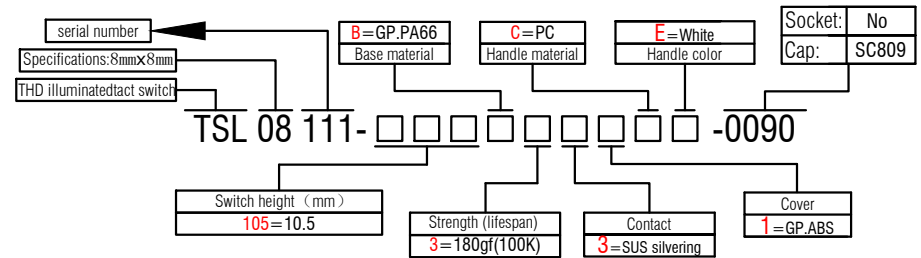 serial number
Specifications:8mmx8mm
THD illuminatedtact switch
B=GP.PA66
Base material
C=PC
Handle material
E=White
Handle color
Socket: No
Cap: SC809
TSL 08 111-□□□□□□□□□-0090
Switch height（mm）
105=10.5
Strength (lifespan)
3=180gf(100K)
Contact
3=SUS silvering
Cover
1=GP.ABS